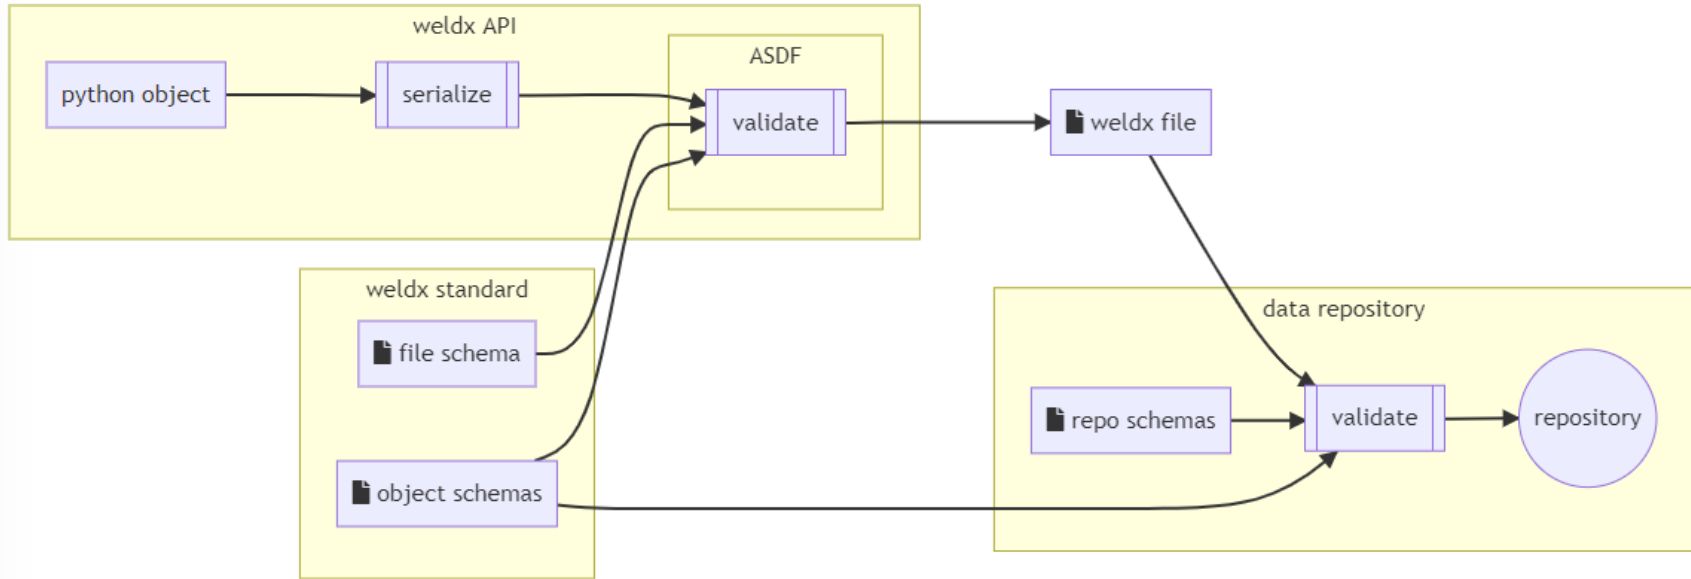 weldx API
python object
serialize
ASDF
validate
weldx file
weldx standard
file schema
object schemas
data repository
repo schemas
validate
repository